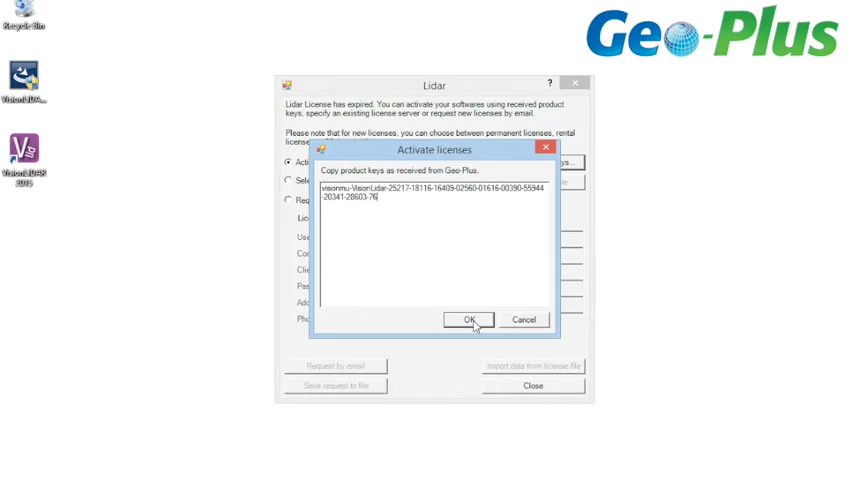 Recycle Bin
Geo-Plus
VisionLIDA...
VisionLIDAR
2015
Lidar
?
Lidar License has expired. You can activate your softwares using received product
keys, specify an existing license server or request new licenses by email.
Please note that for new licenses, you can choose between permanent licenses, rental
Activate licenses
Copy product keys as received from Geo-Plus.
visionmu-VisionLidar-25217-18116-16409-02560-01616-00390-55944
-20341-28603-76
OK
Cancel
Request by email
Import data from license file
Save request to file
Close